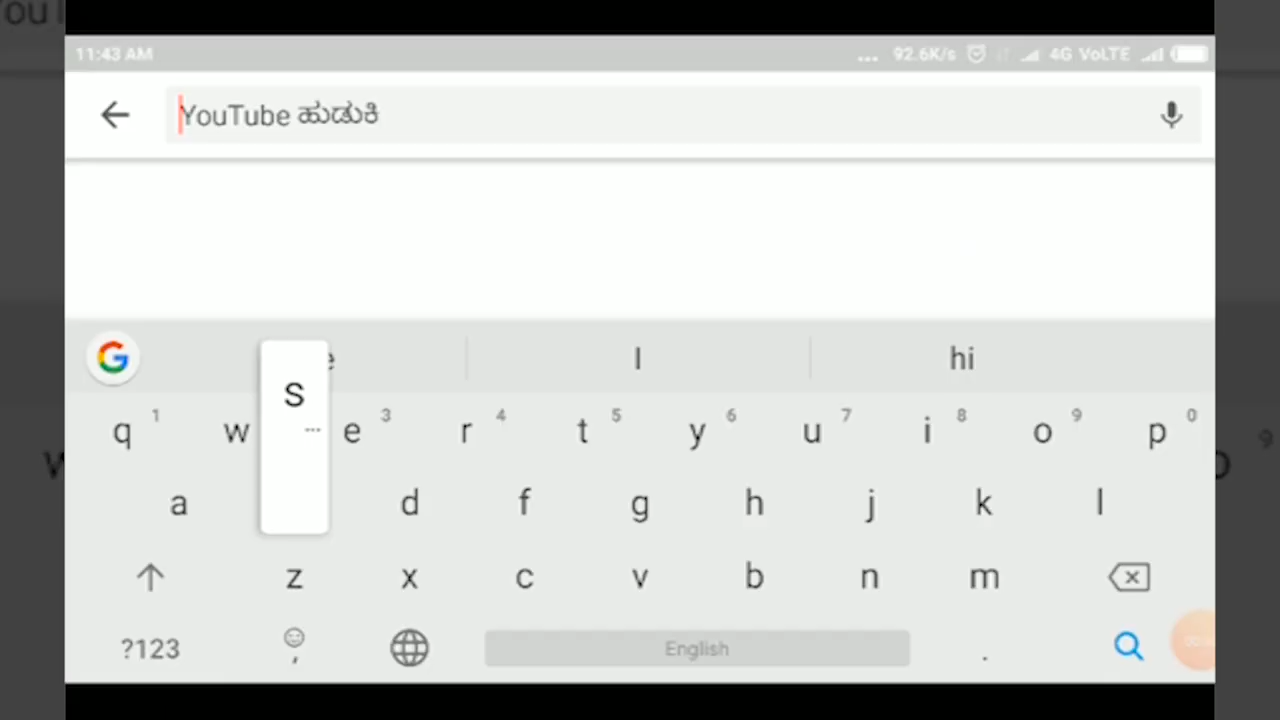 11:43 AM ... 92.6K/s 4G VoLTE
YouTube ಹುಡುಕಿ
I hi
q 1 w e 3 r 4 t 5 y 6 u 7 i 8 o 9 p 0
S
a d f g h j k l
z x c v b n m
?123 , English .